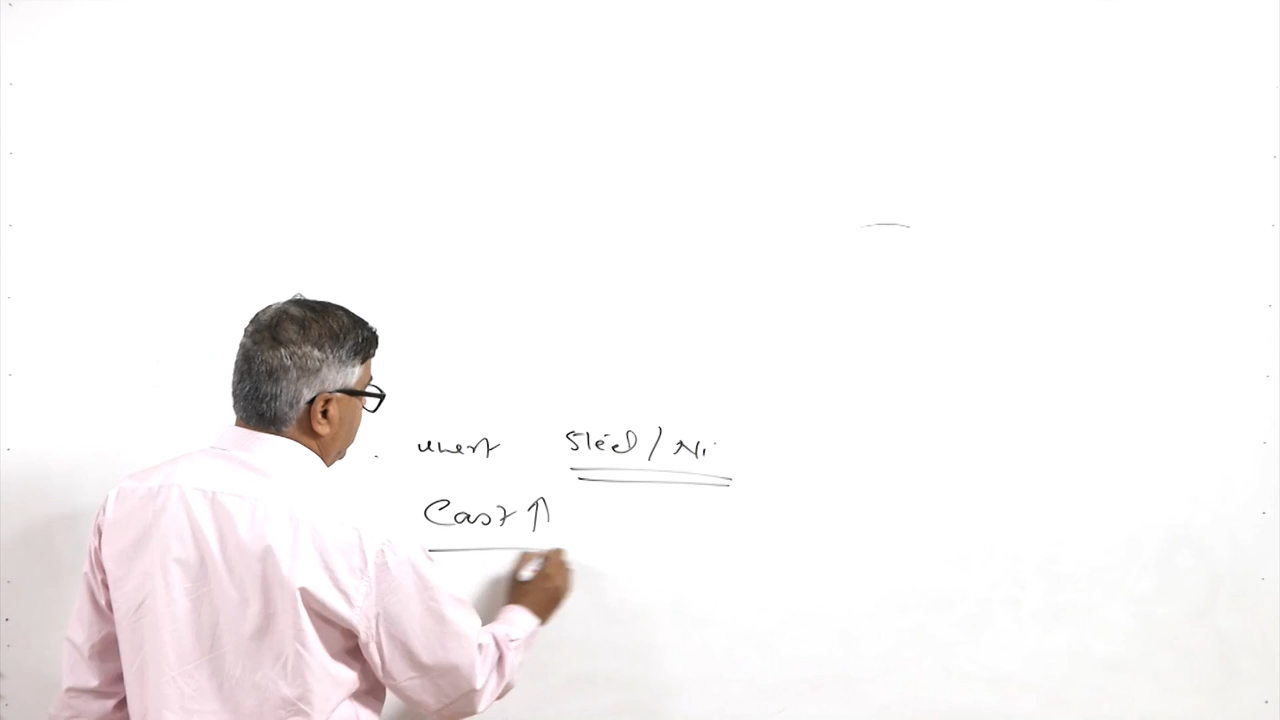 Steel / Ni
Cost ↑